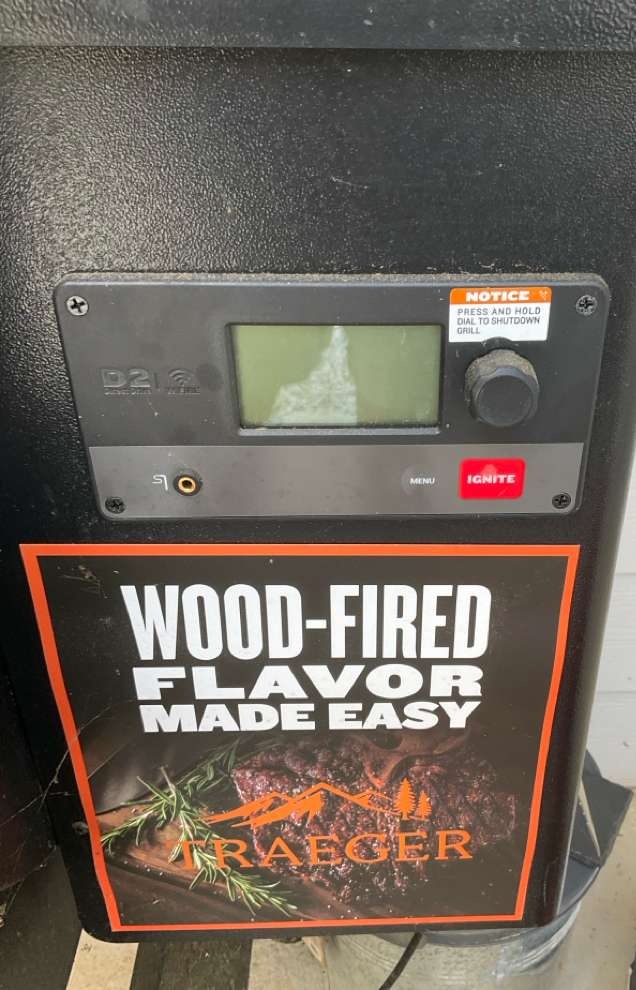 NOTICE
PRESS AND HOLD
DIAL TO SHUTDOWN
GRILL
D2
MENU
IGNITE
WOOD-FIRED
FLAVOR
MADE EASY
TRAEGER